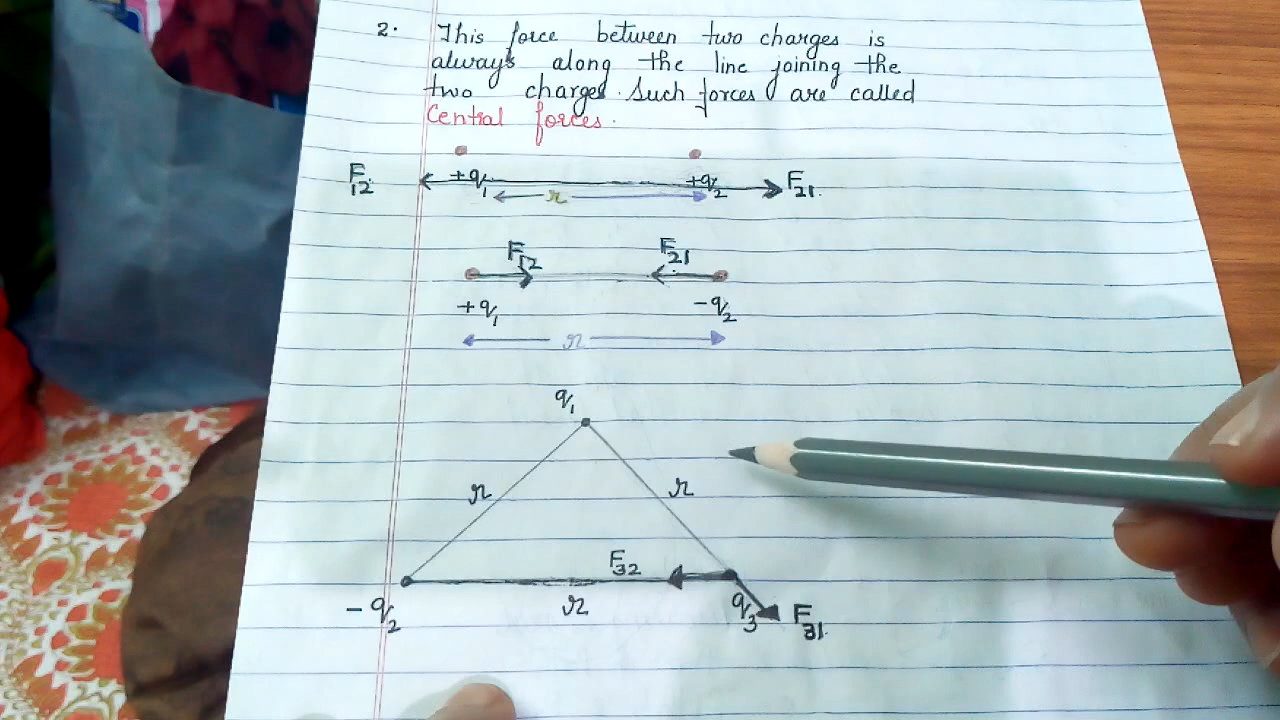 2. This force between two charges is
always along the line joining the
two charges. Such forces are called
Central forces.
F12 +q1 r +q2 F21
F12 F21
+q1 -q2
r
q1
r r
F32
-q2 r q3 F31